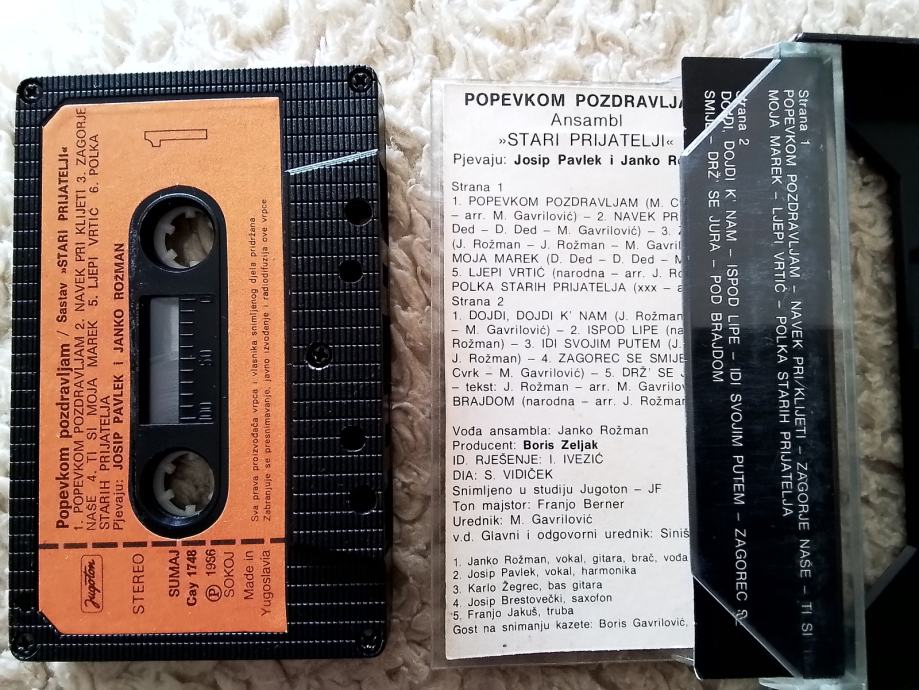 Popevkom pozdravljam / Sastav »STARI PRIJATELJI«
1. POPEVKOM POZDRAVLJAM 2. NAVEK PRI KLIJETI 3. ZAGORJE
NAŠE 4. TI SI MOJA MAREK 5. LJEPI VRTIĆ 6. POLKA
STARIH PRIJATELJA
Pjevaju: JOSIP PAVLEK i JANKO ROŽMAN
1
Sva prava proizvođača vrpce i vlasnika snimljenog djela pridržana.
Zabranjuje se presnimavanje, javno izvođenje i radiodifuzija ove vrpce.
Jugoton
STEREO
SUMAJ
Cay 1748
Ⓟ 1986
SOKOJ
Made in
Yugoslavia
0
50
100
POPEVKOM POZDRAVLJA
Ansambl
»STARI PRIJATELJI«
Pjevaju: Josip Pavlek i Janko Ro
Strana 1
1. POPEVKOM POZDRAVLJAM (M. C
– arr. M. Gavrilović) – 2. NAVEK PRI
Ded – D. Ded – M. Gavrilović) – 3. Z
(J. Rožman – J. Rožman – M. Gavril
MOJA MAREK (D. Ded – D. Ded – M
5. LJEPI VRTIĆ (narodna – arr. J. Ro
POLKA STARIH PRIJATELJA (xxx – a
Strana 2
1. DOJDI, DOJDI K' NAM (J. Rožman
– M. Gavrilović) – 2. ISPOD LIPE (na
Rožman) – 3. IDI SVOJIM PUTEM (J.
J. Rožman) – 4. ZAGOREC SE SMIJE
Cvrk – M. Gavrilović) – 5. DRŽ' SE J
– tekst: J. Rožman – arr. M. Gavrilov
BRAJDOM (narodna – arr. J. Rožman
Vođa ansambla: Janko Rožman
Producent: Boris Zeljak
ID. RJEŠENJE: I. IVEZIĆ
DIA: S. VIDIČEK
Snimljeno u studiju Jugoton – JF
Ton majstor: Franjo Berner
Urednik: M. Gavrilović
v.d. Glavni i odgovorni urednik: Siniš
1. Janko Rožman, vokal, gitara, brač, vođa
2. Josip Pavlek, vokal, harmonika
3. Karlo Žegrec, bas gitara
4. Josip Brestovečki, saxofon
5. Franjo Jakuš, truba
Gost na snimanju kazete: Boris Gavrilović,
Strana 1
POPEVKOM POZDRAVLJAM – NAVEK PRI/KLIJETI – ZAGORJE NAŠE – TI SI
MOJA MAREK – LJEPI VRTIĆ – POLKA STARIH PRIJATELJA
Strana 2
DOJDI, DOJDI K' NAM – ISPOD LIPE – IDI SVOJIM PUTEM – ZAGOREC SE
SMIJE – DRŽ' SE JURA – POD BRAJDOM